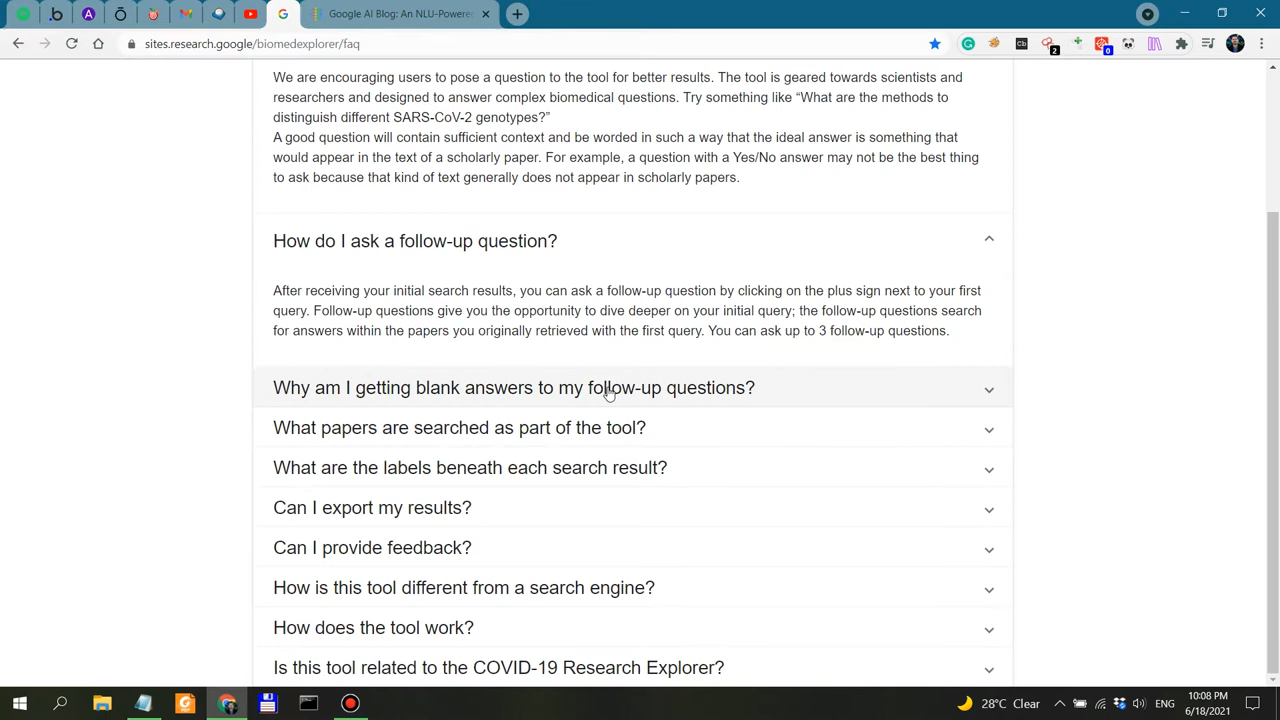 Google AI Blog: An NLU-Powere
sites.research.google/biomedexplorer/faq
2
0
We are encouraging users to pose a question to the tool for better results. The tool is geared towards scientists and
researchers and designed to answer complex biomedical questions. Try something like “What are the methods to
distinguish different SARS-CoV-2 genotypes?”
A good question will contain sufficient context and be worded in such a way that the ideal answer is something that
would appear in the text of a scholarly paper. For example, a question with a Yes/No answer may not be the best thing
to ask because that kind of text generally does not appear in scholarly papers.
How do I ask a follow-up question?
After receiving your initial search results, you can ask a follow-up question by clicking on the plus sign next to your first
query. Follow-up questions give you the opportunity to dive deeper on your initial query; the follow-up questions search
for answers within the papers you originally retrieved with the first query. You can ask up to 3 follow-up questions.
Why am I getting blank answers to my follow-up questions?
What papers are searched as part of the tool?
What are the labels beneath each search result?
Can I export my results?
Can I provide feedback?
How is this tool different from a search engine?
How does the tool work?
Is this tool related to the COVID-19 Research Explorer?
28°C Clear
ENG
10:08 PM
6/18/2021